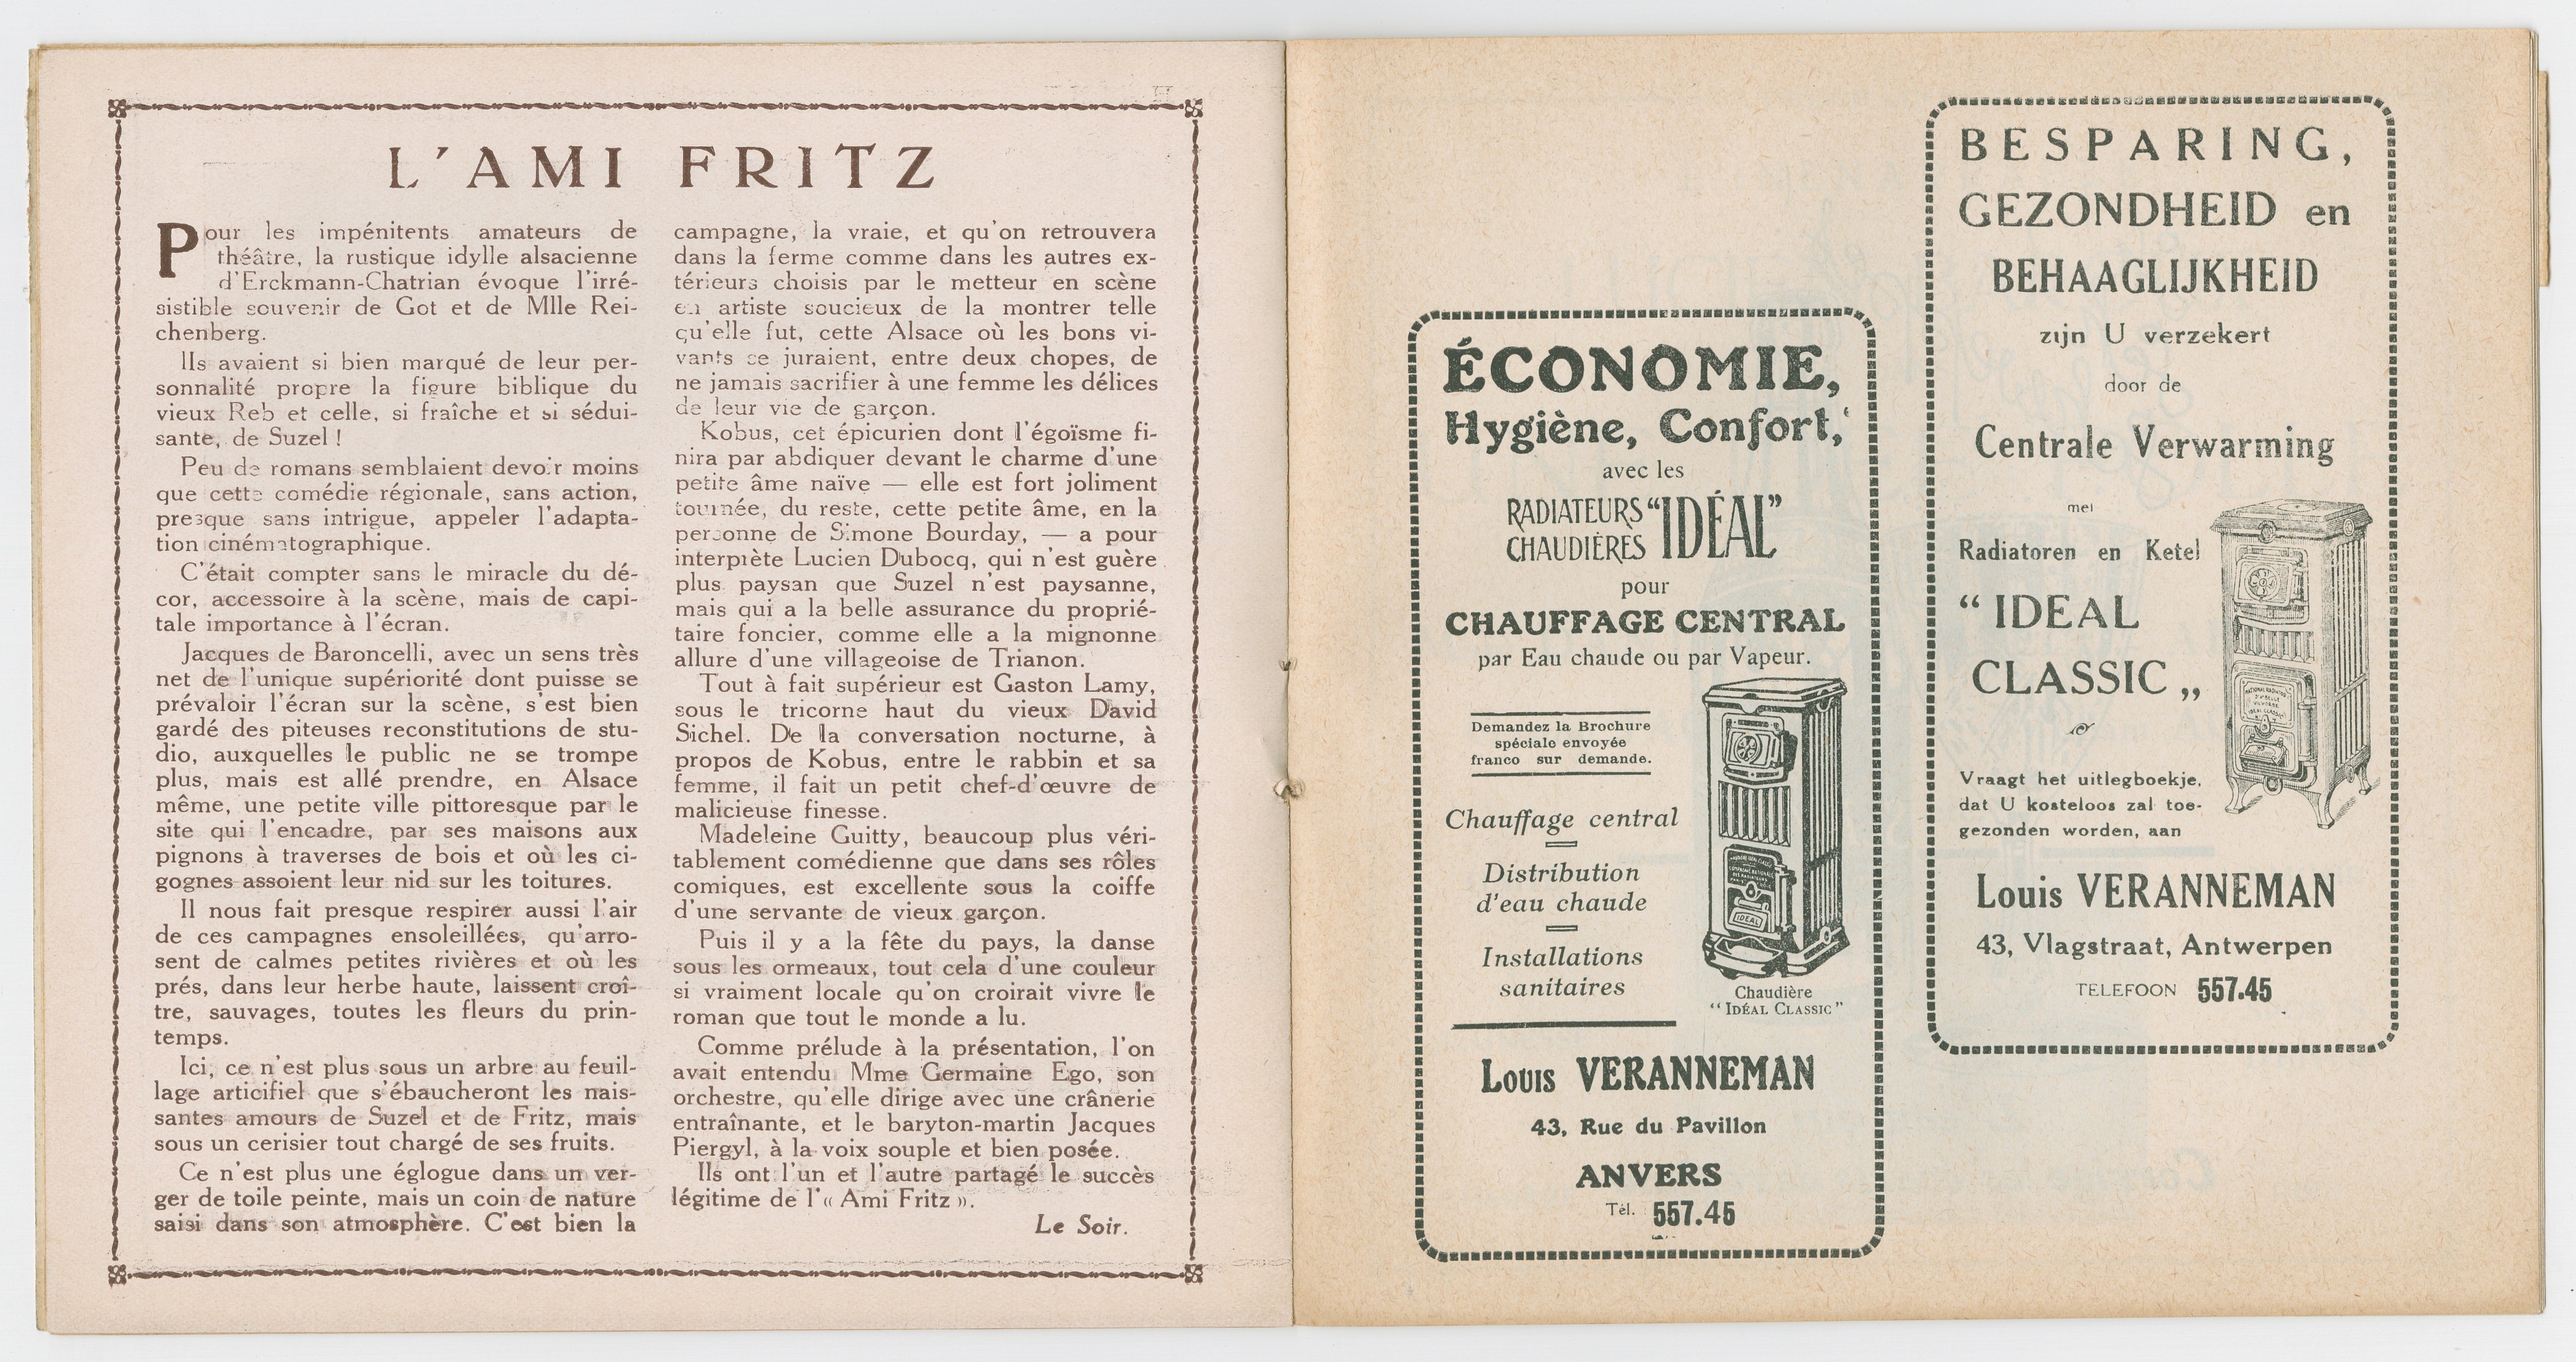 L'AMI FRITZ
Pour les impénitents amateurs de
théâtre, la rustique idylle alsacienne
d'Erckmann-Chatrian évoque l'irré-
sistible souvenir de Got et de Mlle Rei-
chenberg.
Ils avaient si bien marqué de leur per-
sonnalité propre la figure biblique du
vieux Reb et celle, si fraîche et si sédui-
sante, de Suzel !
Peu de romans semblaient devoir moins
que cette comédie régionale, sans action,
presque sans intrigue, appeler l'adapta-
tion cinématographique.
C'était compter sans le miracle du dé-
cor, accessoire à la scène, mais de capi-
tale importance à l'écran.
Jacques de Baroncelli, avec un sens très
net de l'unique supériorité dont puisse se
prévaloir l'écran sur la scène, s'est bien
gardé des piteuses reconstitutions de stu-
dio, auxquelles le public ne se trompe
plus, mais est allé prendre, en Alsace
même, une petite ville pittoresque par le
site qui l'encadre, par ses maisons aux
pignons à traverses de bois et où les ci-
gognes assoient leur nid sur les toitures.
Il nous fait presque respirer aussi l'air
de ces campagnes ensoleillées, qu'arro-
sent de calmes petites rivières et où les
prés, dans leur herbe haute, laissent croî-
tre, sauvages, toutes les fleurs du prin-
temps.
Ici, ce n'est plus sous un arbre au feuil-
lage articifiel que s'ébaucheront les nais-
santes amours de Suzel et de Fritz, mais
sous un cerisier tout chargé de ses fruits.
Ce n'est plus une églogue dans un ver-
ger de toile peinte, mais un coin de nature
saisi dans son atmosphère. C'est bien la
campagne, la vraie, et qu'on retrouvera
dans la ferme comme dans les autres ex-
térieurs choisis par le metteur en scène
en artiste soucieux de la montrer telle
qu'elle fut, cette Alsace où les bons vi-
vants se juraient, entre deux chopes, de
ne jamais sacrifier à une femme les délices
de leur vie de garçon.
Kobus, cet épicurien dont l'égoïsme fi-
nira par abdiquer devant le charme d'une
petite âme naïve — elle est fort joliment
tournée, du reste, cette petite âme, en la
personne de Simone Bourday, — a pour
interprète Lucien Dubocq, qui n'est guère
plus paysan que Suzel n'est paysanne,
mais qui a la belle assurance du proprié-
taire foncier, comme elle a la mignonne
allure d'une villageoise de Trianon.
Tout à fait supérieur est Gaston Lamy,
sous le tricorne haut du vieux David
Sichel. De la conversation nocturne, à
propos de Kobus, entre le rabbin et sa
femme, il fait un petit chef-d'œuvre de
malicieuse finesse.
Madeleine Guitty, beaucoup plus véri-
tablement comédienne que dans ses rôles
comiques, est excellente sous la coiffe
d'une servante de vieux garçon.
Puis il y a la fête du pays, la danse
sous les ormeaux, tout cela d'une couleur
si vraiment locale qu'on croirait vivre le
roman que tout le monde a lu.
Comme prélude à la présentation, l'on
avait entendu Mme Germaine Ego, son
orchestre, qu'elle dirige avec une crânerie
entraînante, et le baryton-martin Jacques
Piergyl, à la voix souple et bien posée.
Ils ont l'un et l'autre partagé le succès
légitime de l'« Ami Fritz ».
Le Soir.
ÉCONOMIE,
Hygiène, Confort,
avec les
RADIATEURS
CHAUDIÈRES
“IDÉAL”
pour
CHAUFFAGE CENTRAL
par Eau chaude ou par Vapeur.
Demandez la Brochure
spéciale envoyée
franco sur demande.
Chauffage central
Distribution
d'eau chaude
Installations
sanitaires
IDEAL
Chaudière
“IDÉAL CLASSIC”
Louis VERANNEMAN
43, Rue du Pavillon
ANVERS
Tél. 557.45
BESPARING,
GEZONDHEID en
BEHAAGLIJKHEID
zijn U verzekert
door de
Centrale Verwarming
met
Radiatoren en Ketel
“IDEAL
CLASSIC„
Vraagt het uitlegboekje,
dat U kosteloos zal toe-
gezonden worden, aan
Louis VERANNEMAN
43, Vlagstraat, Antwerpen
TELEFOON 557.45